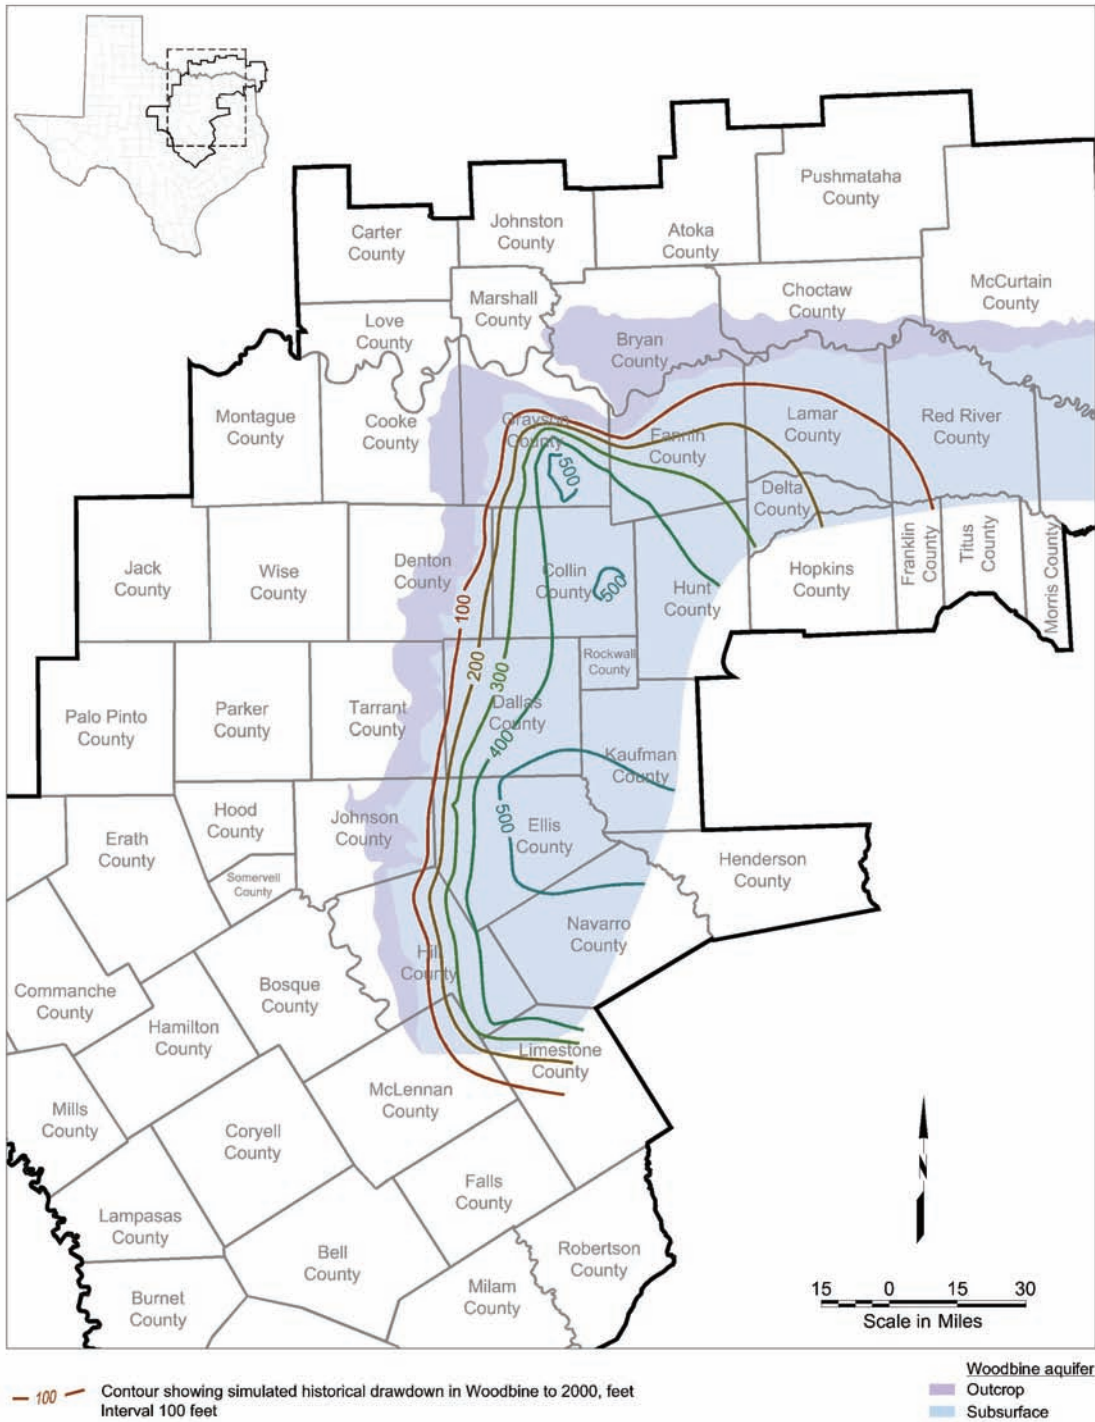 Pushmataha
County
Carter
County
Johnston
County
Atoka
County
McCurtain
County
Marshall
County
Choctaw
County
Love
County
Bryan
County
Montague
County
Cooke
County
Grayson
County
Fannin
County
Lamar
County
Red River
County
500
Delta
County
Jack
County
Wise
County
Denton
County
Collin
County
500
Hunt
County
Hopkins
County
Franklin
County
Titus
County
Morris County
100
200
300
Rockwall
County
Palo Pinto
County
Parker
County
Tarrant
County
Dallas
County
400
Kaufman
County
Hood
County
Johnson
County
500
Ellis
County
Erath
County
Somervell
County
Henderson
County
Navarro
County
Hill
County
Bosque
County
Commanche
County
Hamilton
County
Limestone
County
McLennan
County
Mills
County
Coryell
County
Falls
County
Lampasas
County
Bell
County
Robertson
County
Milam
County
Burnet
County
N
15 0 15 30
Scale in Miles
100 Contour showing simulated historical drawdown in Woodbine to 2000, feet
Interval 100 feet
Woodbine aquifer
Outcrop
Subsurface